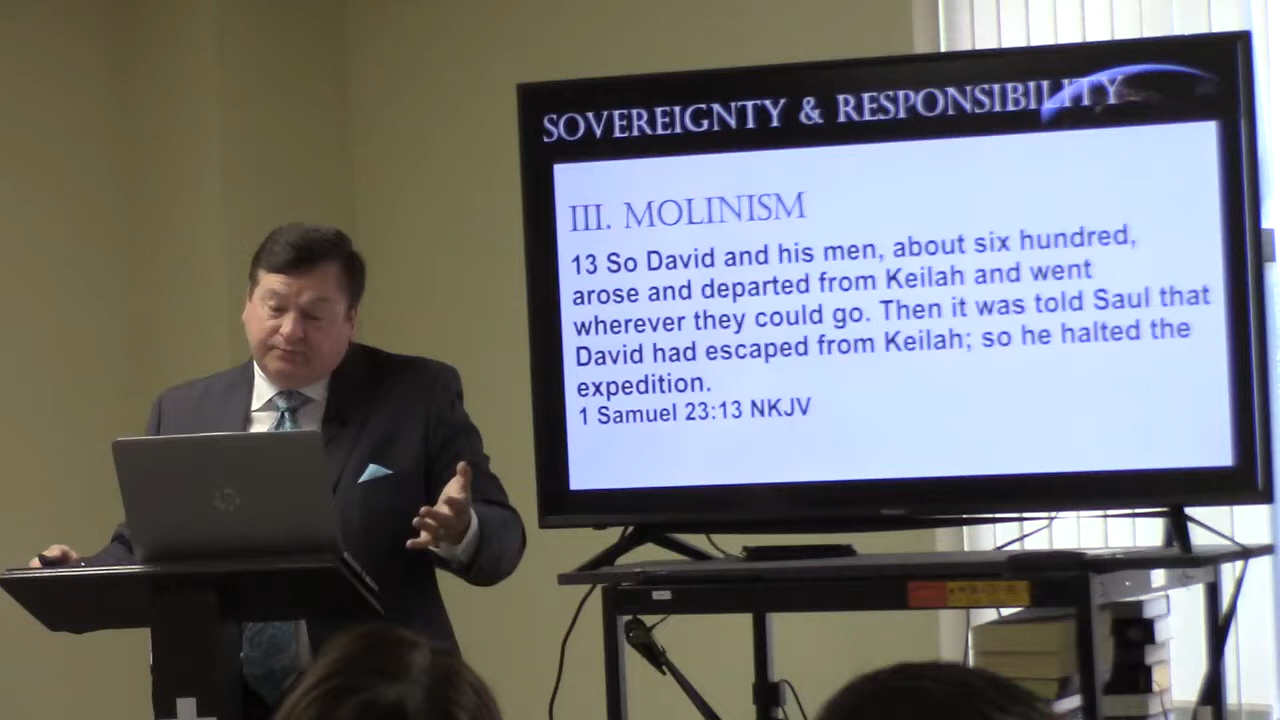 SOVEREIGNTY & RESPONSIBILITY
III. MOLINISM
13 So David and his men, about six hundred,
arose and departed from Keilah and went
wherever they could go. Then it was told Saul that
David had escaped from Keilah; so he halted the
expedition.
1 Samuel 23:13 NKJV